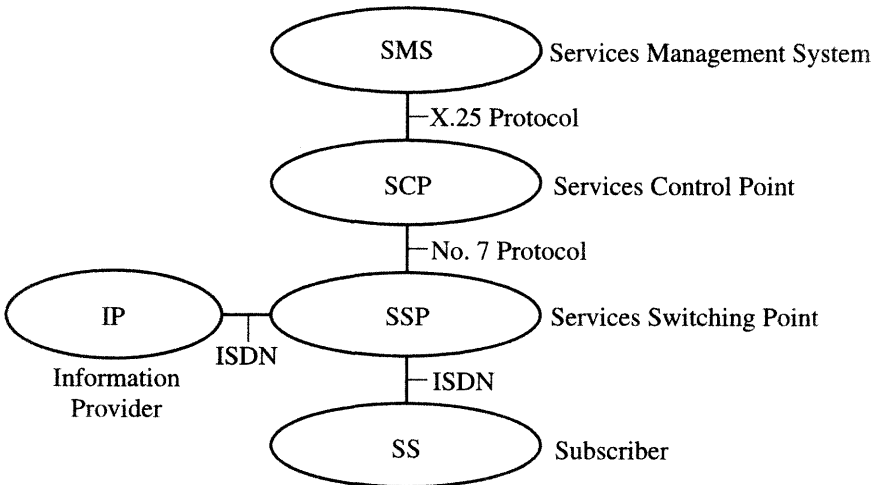 SMS Services Management System
X.25 Protocol
SCP Services Control Point
No. 7 Protocol
IP SSP Services Switching Point
ISDN
Information
Provider
ISDN
SS Subscriber